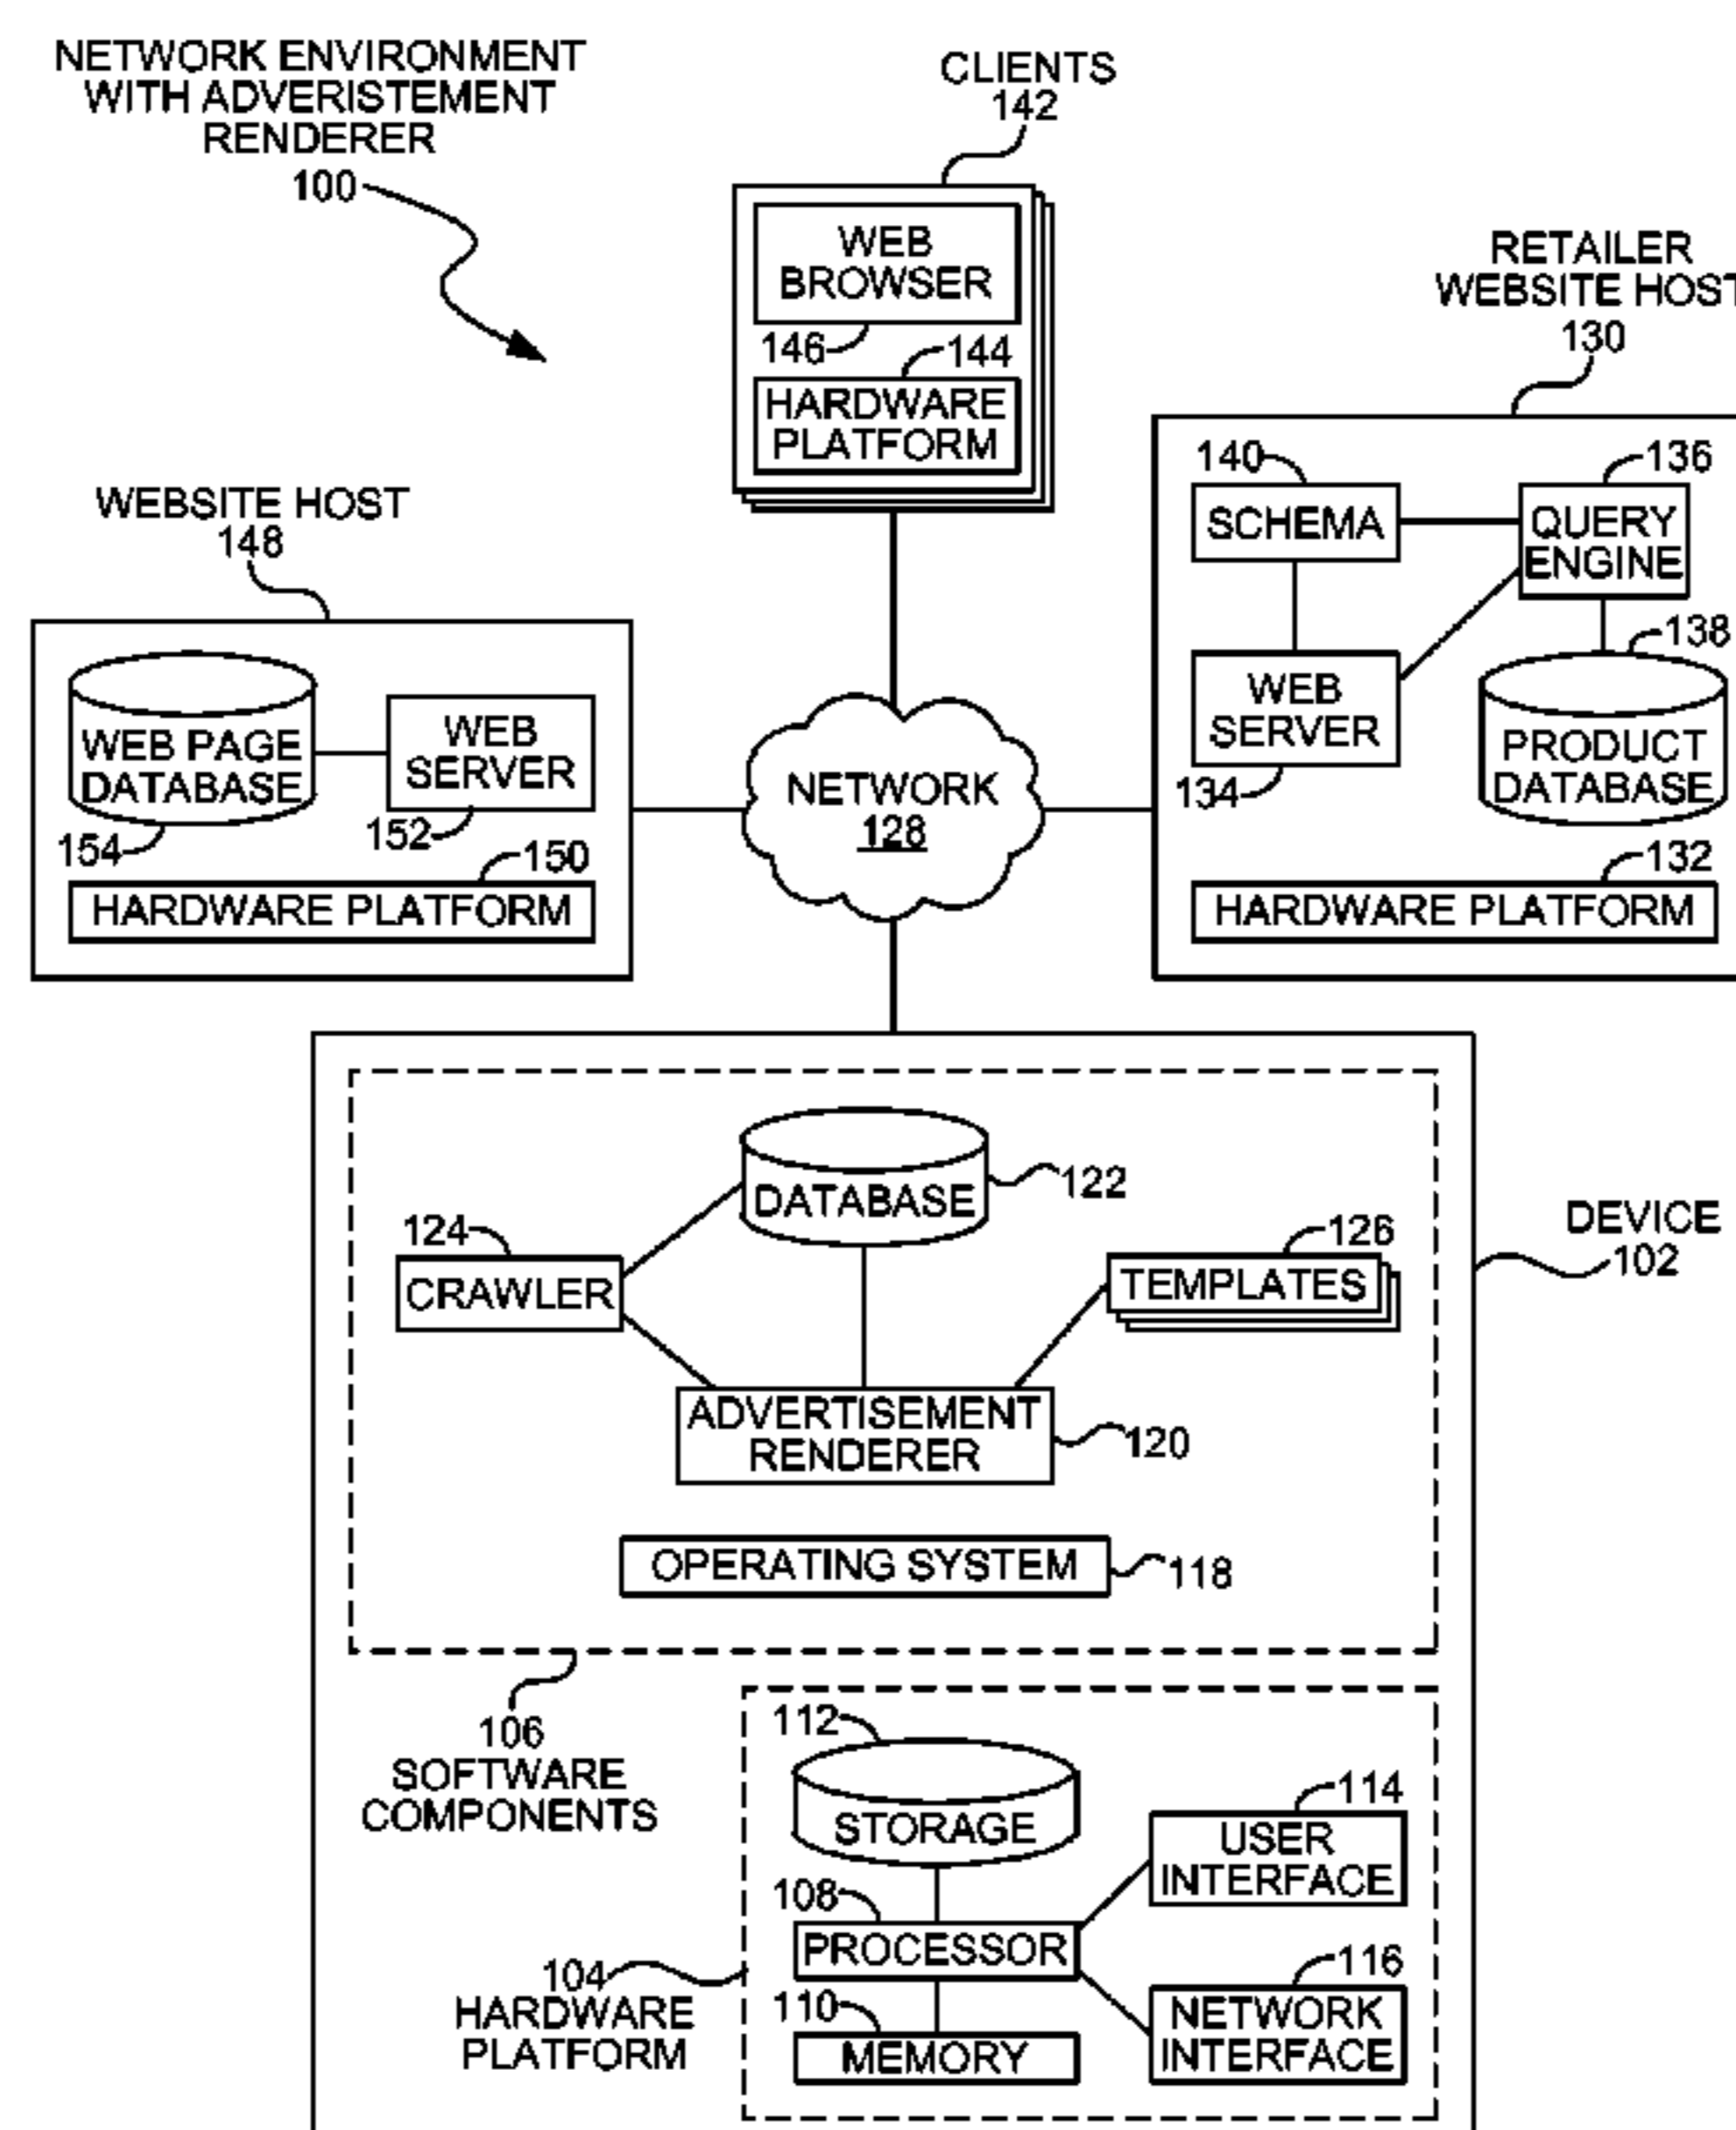 NETWORK ENVIRONMENT
WITH ADVERISTEMENT
RENDERER
100
CLIENTS
142
WEB
BROWSER
146
144
HARDWARE
PLATFORM
RETAILER
WEBSITE HOST
130
140
SCHEMA
136
QUERY
ENGINE
138
WEB
SERVER
134
PRODUCT
DATABASE
132
HARDWARE PLATFORM
WEBSITE HOST
148
WEB PAGE
DATABASE
154
WEB
SERVER
152
150
HARDWARE PLATFORM
NETWORK
128
DATABASE
122
124
CRAWLER
126
TEMPLATES
DEVICE
102
ADVERTISEMENT
RENDERER
120
OPERATING SYSTEM
118
106
SOFTWARE
COMPONENTS
112
STORAGE
114
USER
INTERFACE
108
PROCESSOR
104
HARDWARE
PLATFORM
110
MEMORY
116
NETWORK
INTERFACE